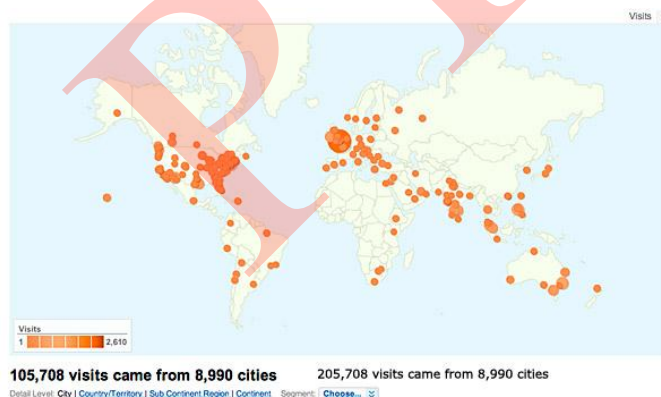 Visits
Visits
1 2,610
105,708 visits came from 8,990 cities
205,708 visits came from 8,990 cities
Detail Level: City | Country/Territory | Sub Continent Region | Continent Segment: Choose...